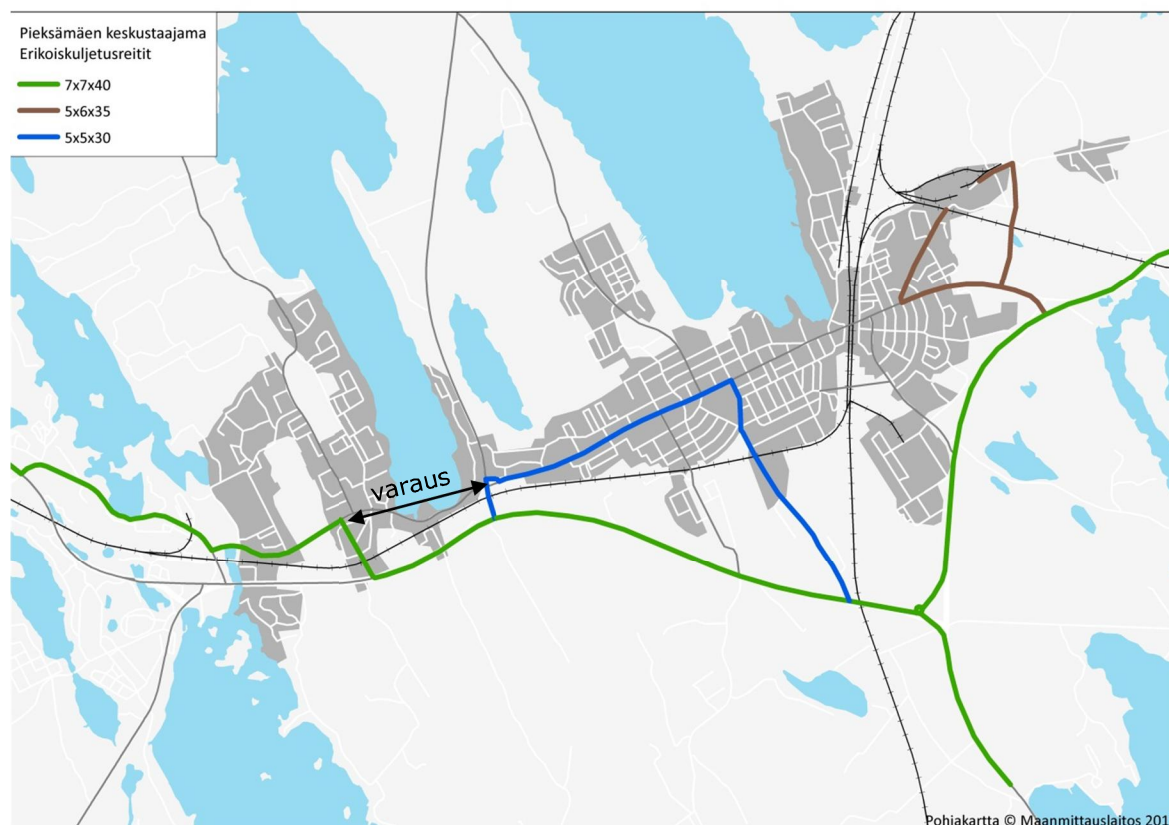 Pieksämäen keskustaajama
Erikoiskuljetusreitit
7x7x40
5x6x35
5x5x30
varaus
Pohjakartta © Maanmittauslaitos 201